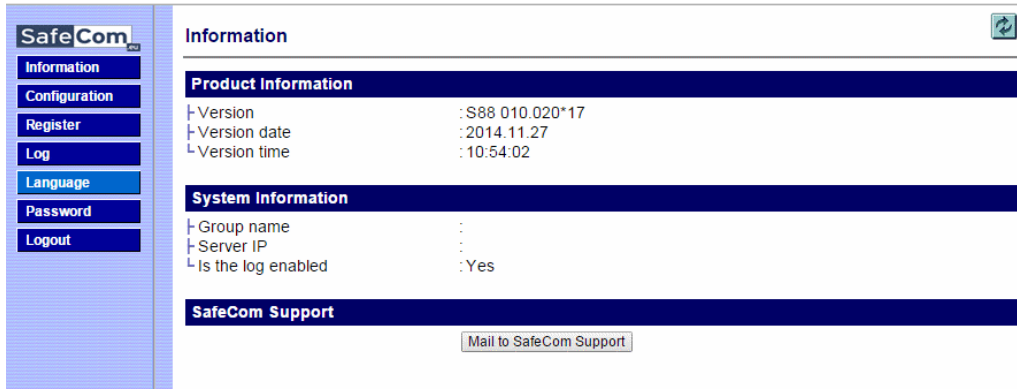 SafeCom
.eu
Information
Configuration
Register
Log
Language
Password
Logout
Information
Product Information
Version : S88 010.020*17
Version date : 2014.11.27
Version time : 10:54:02
System Information
Group name :
Server IP :
Is the log enabled : Yes
SafeCom Support
Mail to SafeCom Support